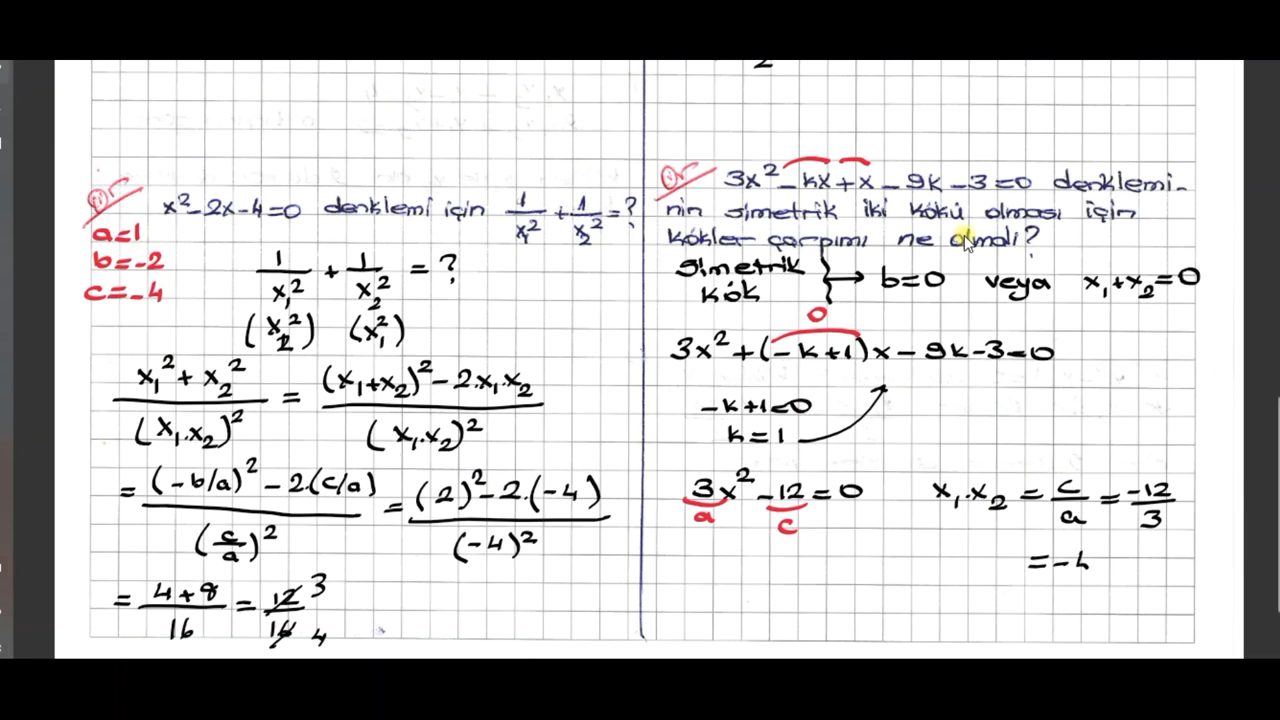 2
Ör
x² - 2x - 4 = 0 denklemi için 1/x₁² + 1/x₂² = ?
a = 1
b = -2
c = -4
1/x₁² + 1/x₂² = ?
(x₂²) (x₁²)
(x₁² + x₂²)/(x₁.x₂)² = ((x₁+x₂)² - 2.x₁.x₂)/(x₁.x₂)²
= ((-b/a)² - 2.(c/a))/(c/a)² = ((2)² - 2.(-4))/(-4)²
= (4+8)/16 = 12/16 3/4
Ör
3x² - kx + x - 9k - 3 = 0 denklemi-
nin simetrik iki kökü olması için
kökler çarpımı ne olmalı?
Simetrik
kök } → b = 0 veya x₁+x₂ = 0
0
3x² + (-k+1)x - 9k - 3 = 0
-k+1 = 0
k = 1
3x² - 12 = 0 x₁.x₂ = c/a = -12/3
a c
= -4